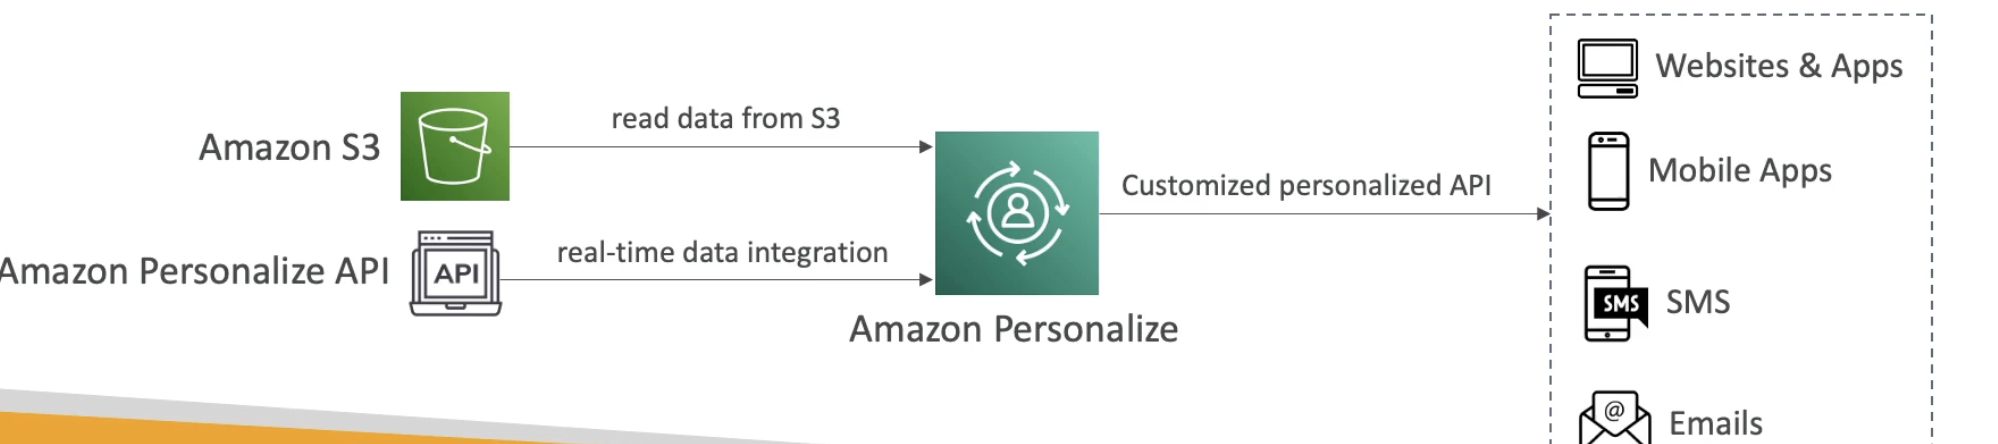 Websites & Apps
read data from S3
Amazon S3
Mobile Apps
Customized personalized API
real-time data integration
Amazon Personalize API
API
SMS
SMS
Amazon Personalize
@
Emails